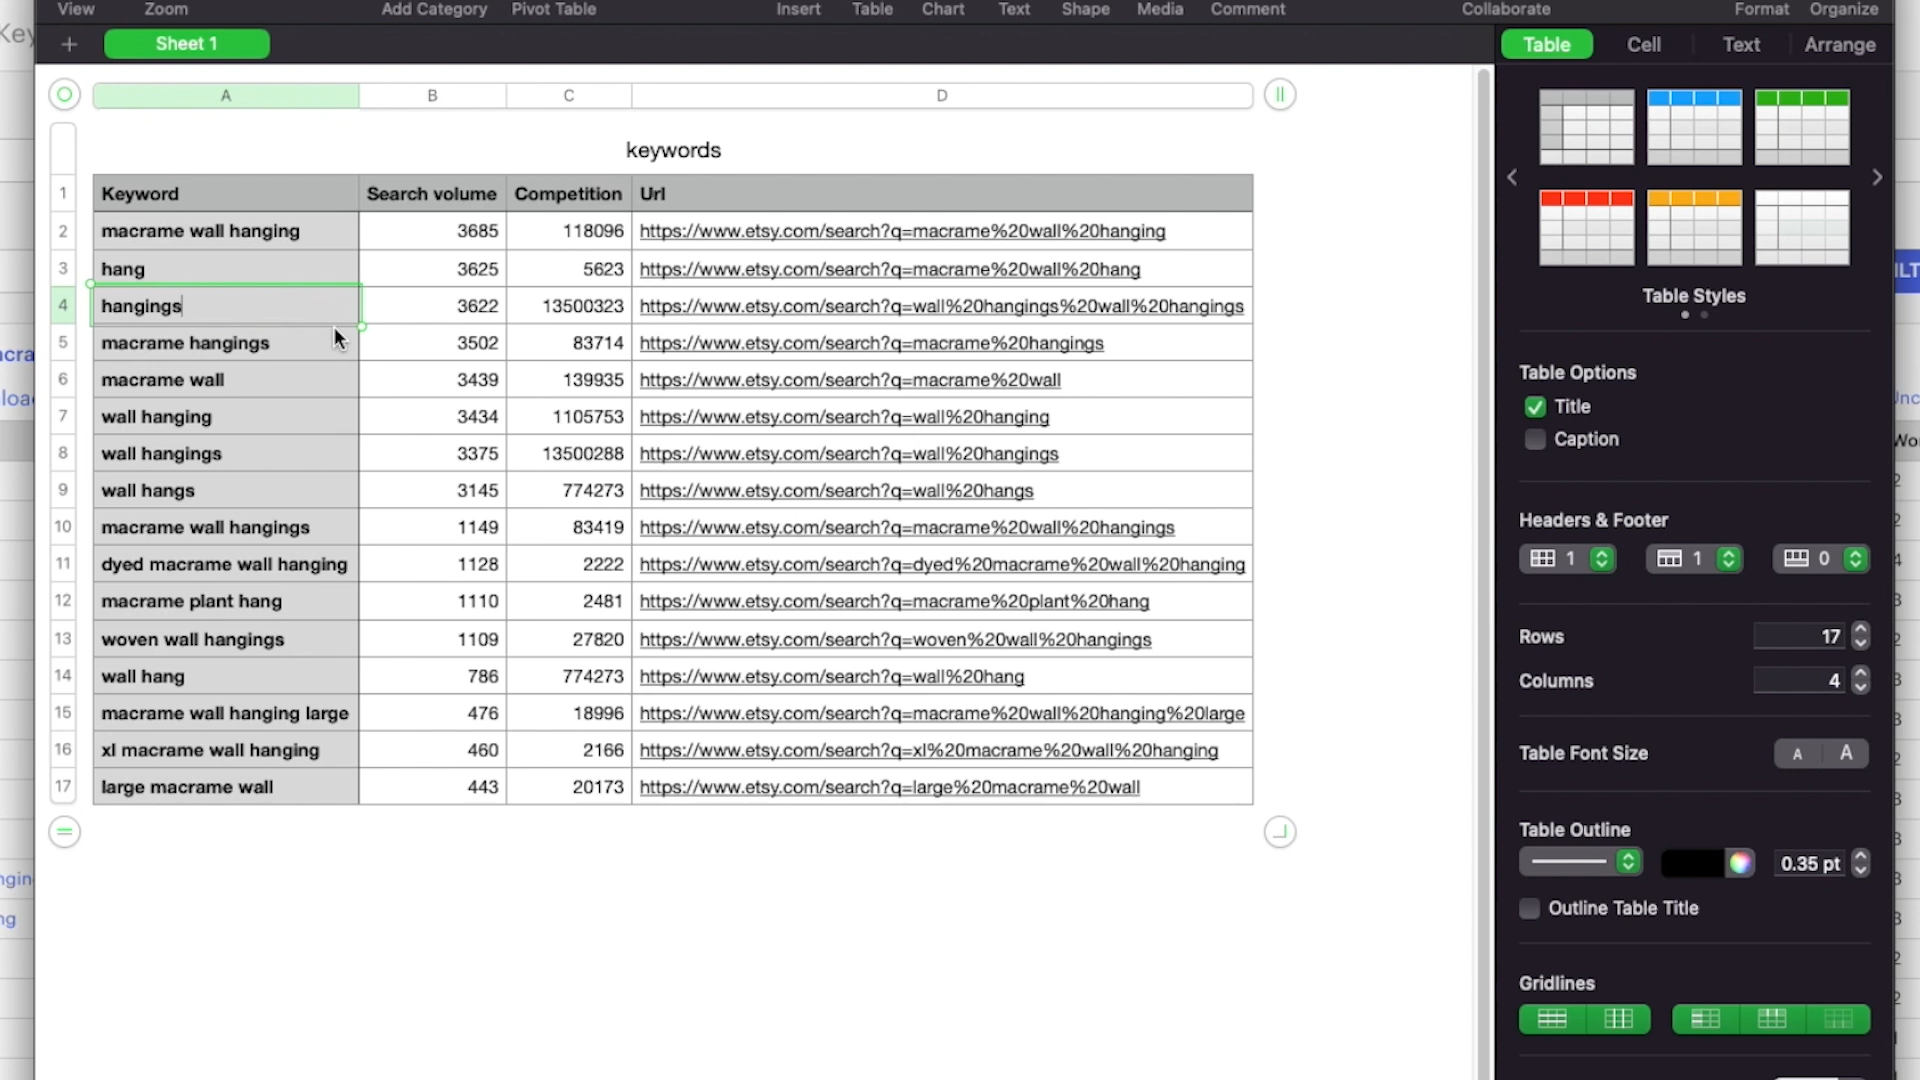 View Zoom Add Category Pivot Table Insert Table Chart Text Shape Media Comment Collaborate Format Organize
Key
+ Sheet 1 Table Cell Text Arrange
A B C D
keywords
1 Keyword Search volume Competition Url
2 macrame wall hanging 3685 118096 https://www.etsy.com/search?q=macrame%20wall%20hanging
3 hang 3625 5623 https://www.etsy.com/search?q=macrame%20wall%20hang
4 hangings 3622 13500323 https://www.etsy.com/search?q=wall%20hangings%20wall%20hangings
5 macrame hangings 3502 83714 https://www.etsy.com/search?q=macrame%20hangings
6 macrame wall 3439 139935 https://www.etsy.com/search?q=macrame%20wall
7 wall hanging 3434 1105753 https://www.etsy.com/search?q=wall%20hanging
8 wall hangings 3375 13500288 https://www.etsy.com/search?q=wall%20hangings
9 wall hangs 3145 774273 https://www.etsy.com/search?q=wall%20hangs
10 macrame wall hangings 1149 83419 https://www.etsy.com/search?q=macrame%20wall%20hangings
11 dyed macrame wall hanging 1128 2222 https://www.etsy.com/search?q=dyed%20macrame%20wall%20hanging
12 macrame plant hang 1110 2481 https://www.etsy.com/search?q=macrame%20plant%20hang
13 woven wall hangings 1109 27820 https://www.etsy.com/search?q=woven%20wall%20hangings
14 wall hang 786 774273 https://www.etsy.com/search?q=wall%20hang
15 macrame wall hanging large 476 18996 https://www.etsy.com/search?q=macrame%20wall%20hanging%20large
16 xl macrame wall hanging 460 2166 https://www.etsy.com/search?q=xl%20macrame%20wall%20hanging
17 large macrame wall 443 20173 https://www.etsy.com/search?q=large%20macrame%20wall
Table Styles
Table Options
Title
Caption
Headers & Footer
1 1 0
Rows 17
Columns 4
Table Font Size A A
Table Outline
0.35 pt
Outline Table Title
Gridlines